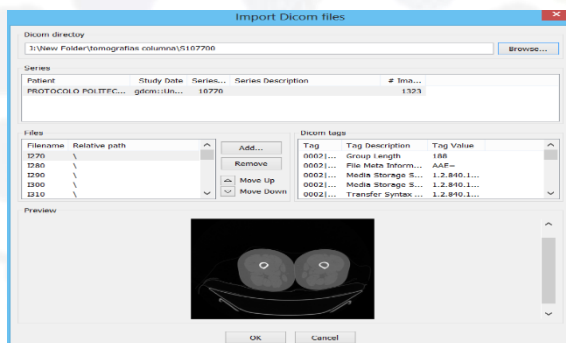 Import Dicom files
Dicom directoy
J:\New Folder\tomografias columna\S107700
Browse...
Series
Patient Study Date Series... Series Description # Ima...
PROTOCOLO POLITEC... gdcm::Un... 10770 1323
Files
Filename Relative path
I270 \
I280 \
I290 \
I300 \
I310 \
Add...
Remove
Move Up
Move Down
Dicom tags
Tag Tag Description Tag Value
0002|... Group Length 188
0002|... File Meta Inform... AAE=
0002|... Media Storage S... 1.2.840.1...
0002|... Media Storage S... 1.2.840.1...
0002|... Transfer Syntax ... 1.2.840.1...
Preview
OK
Cancel